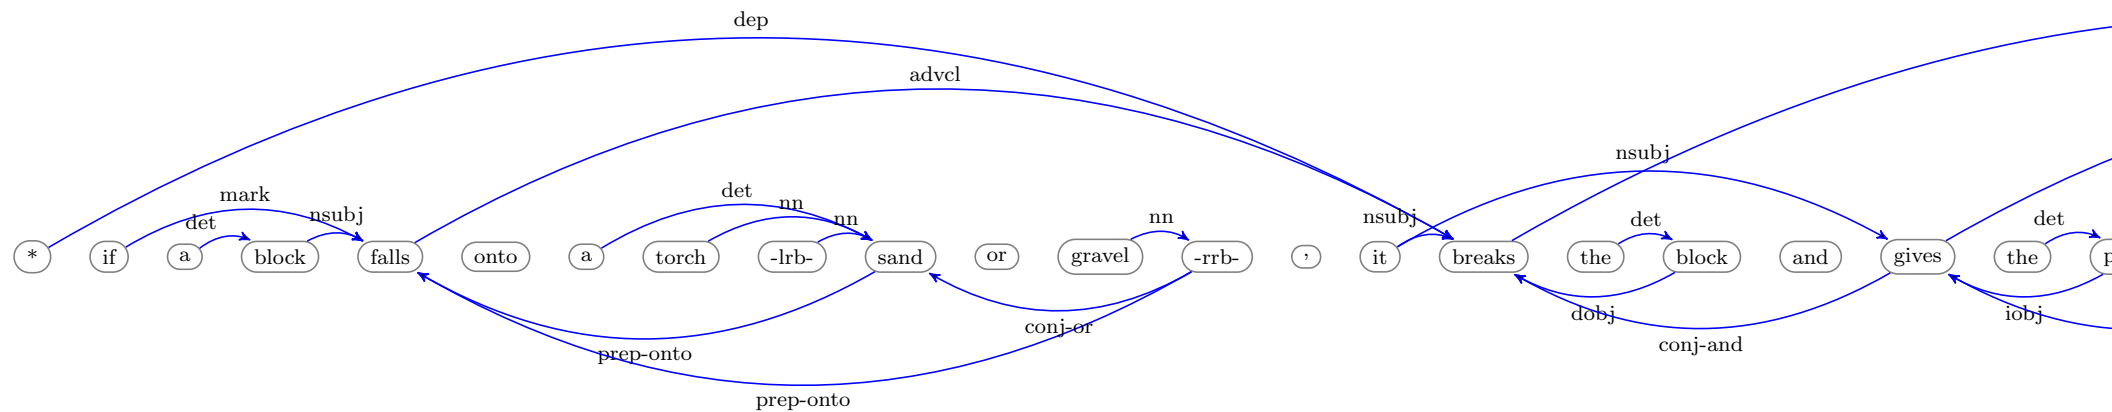 dep
advcl
nsubj
mark det nn nsubj det nn nn nn nsubj det det
* if a block falls onto a torch -lrb- sand or gravel -rrb- , it breaks the block and gives the
dobj iobj
conj-or
prep-onto conj-and
prep-onto